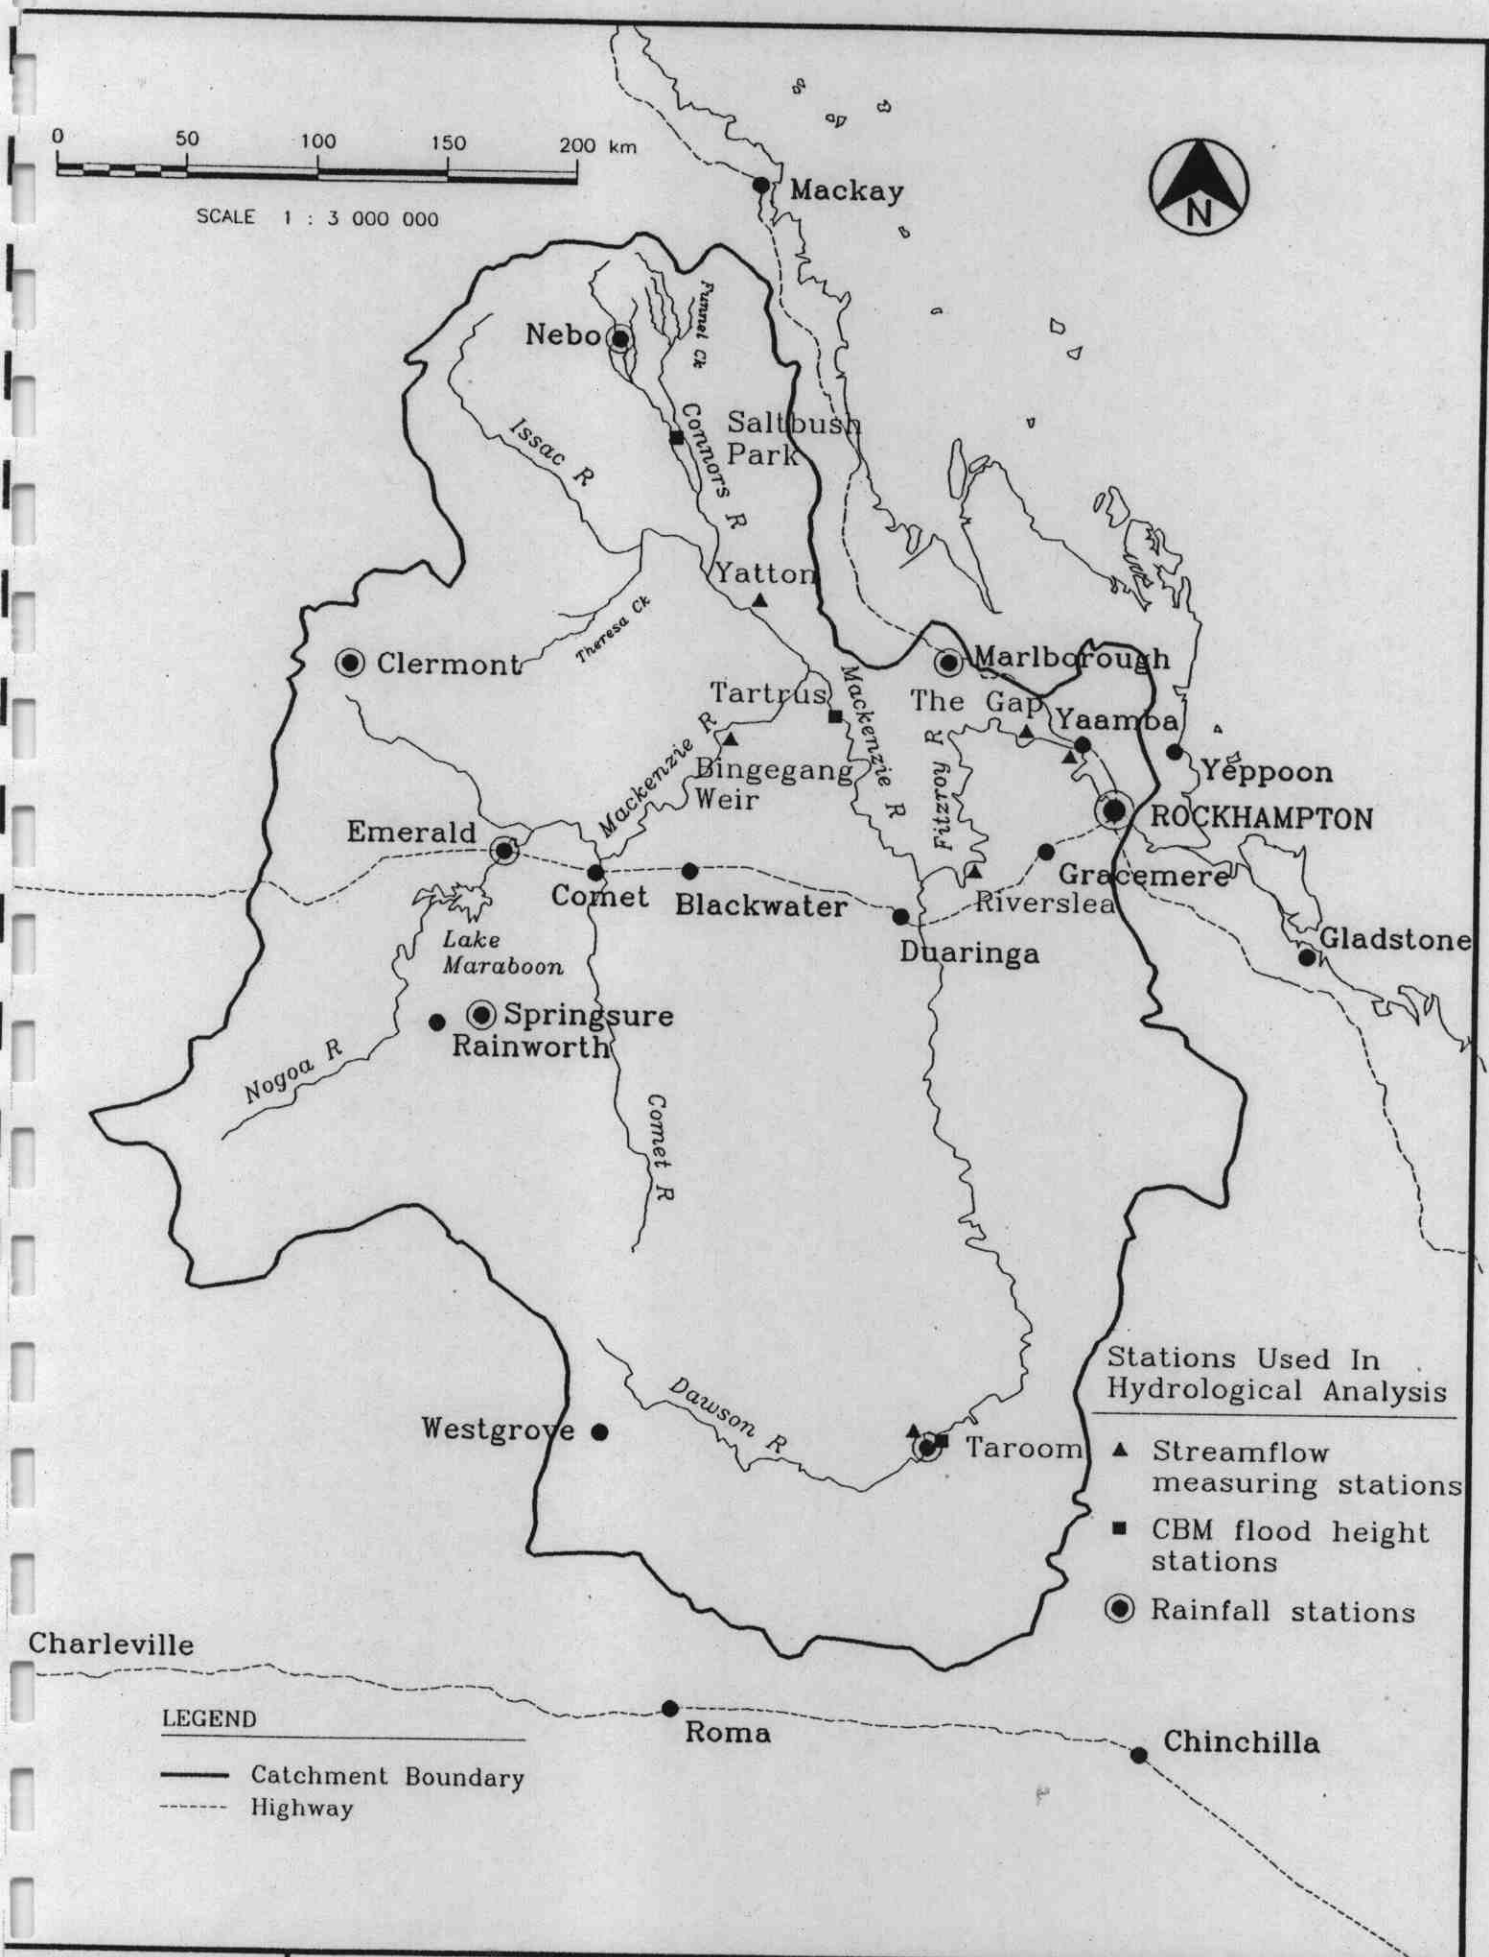 0 50 100 150 200 km
SCALE 1 : 3 000 000
N
Mackay
Nebo
Funnel Ck
Issac R
Connors R
Saltbush
Park
Yatton
Theresa Ck
Clermont
Marlborough
Tartrus
Mackenzie R
The Gap
Yaamba
Mackenzie R
Bingegang
Weir
Fitzroy R
Yeppoon
ROCKHAMPTON
Emerald
Comet
Blackwater
Gracemere
Riverslea
Duaringa
Gladstone
Lake
Maraboon
Springsure
Rainworth
Nogoa R
Comet R
Westgrove
Dawson R
Taroom
Stations Used In
Hydrological Analysis
Streamflow
measuring stations
CBM flood height
stations
Rainfall stations
Charleville
Roma
Chinchilla
LEGEND
Catchment Boundary
Highway